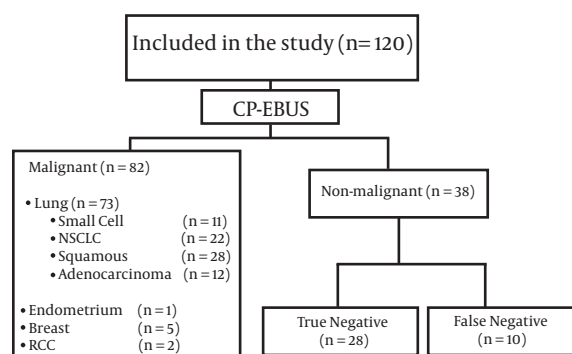 Included in the study (n=120)
CP-EBUS
Malignant (n = 82)
• Lung (n = 73)
• Small Cell (n = 11)
• NSCLC (n = 22)
• Squamous (n = 28)
• Adenocarcinoma (n = 12)
• Endometrium (n = 1)
• Breast (n = 5)
• RCC (n = 2)
Non-malignant (n = 38)
True Negative
(n = 28)
False Negative
(n = 10)